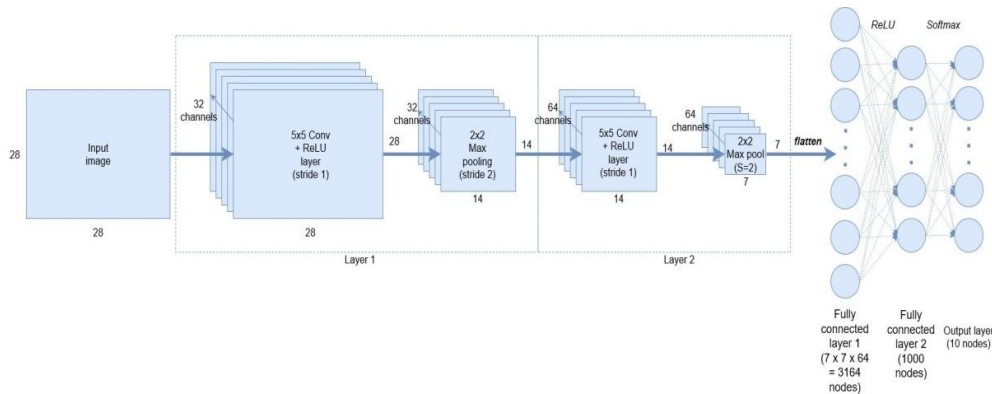 28
Input
image
28
32
channels
5x5 Conv
+ ReLU
layer
(stride 1)
28
28
Layer 1
32
channels
2x2
Max
pooling
(stride 2)
14
14
64
channels
5x5 Conv
+ ReLU
layer
(stride 1)
14
14
Layer 2
64
channels
2x2
Max pool
(S=2)
7
7
flatten
ReLU
Softmax
Fully
connected
layer 1
(7 x 7 x 64
= 3164
nodes)
Fully
connected
layer 2
(1000
nodes)
Output layer
(10 nodes)